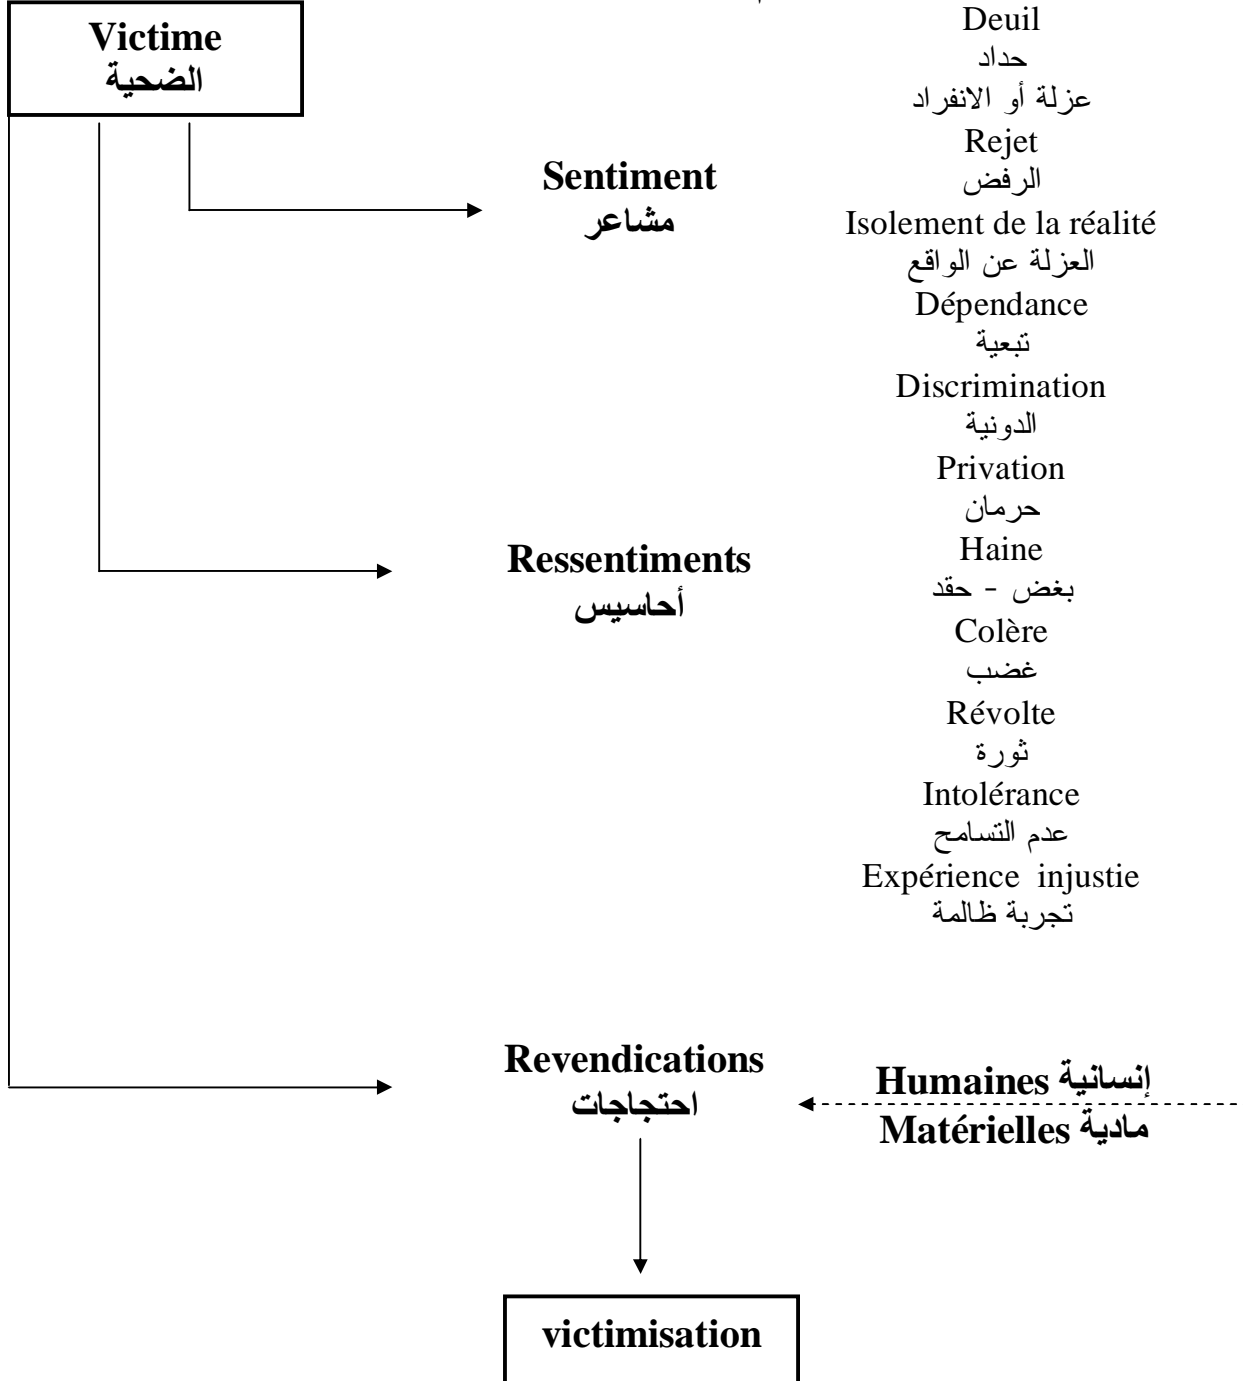 Victime
الضحية
Sentiment
مشاعر
Deuil
حداد
عزلة أو الانفراد
Rejet
الرفض
Isolement de la réalité
العزلة عن الواقع
Dépendance
تبعية
Discrimination
الدونية
Privation
حرمان
Ressentiments
أحاسيس
Haine
بغض - حقد
Colère
غضب
Révolte
ثورة
Intolérance
عدم التسامح
Expérience injustie
تجربة ظالمة
Revendications
احتجاجات
Humaines إنسانية
Matérielles مادية
victimisation